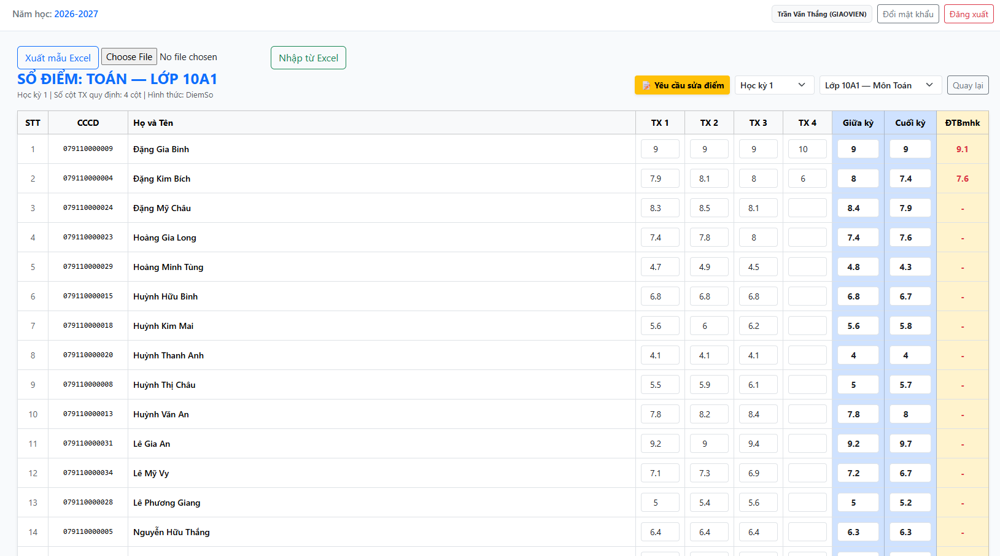 Năm học: 2026-2027
Trần Văn Thắng (GIAOVIEN)
Đổi mật khẩu
Đăng xuất
Xuất mẫu Excel
Choose File No file chosen
Nhập từ Excel
SỔ ĐIỂM: TOÁN — LỚP 10A1
Học kỳ 1 | Số cột TX quy định: 4 cột | Hình thức: DiemSo
Yêu cầu sửa điểm
Học kỳ 1
Lớp 10A1 — Môn Toán
Quay lại
STT CCCD Họ và Tên TX 1 TX 2 TX 3 TX 4 Giữa kỳ Cuối kỳ ĐTBmhk
1 079110000009 Đặng Gia Bình 9 9 9 10 9 9 9.1
2 079110000004 Đặng Kim Bích 7.9 8.1 8 6 8 7.4 7.6
3 079110000024 Đặng Mỹ Châu 8.3 8.5 8.1 8.4 7.9 -
4 079110000023 Hoàng Gia Long 7.4 7.8 8 7.4 7.6 -
5 079110000029 Hoàng Minh Tùng 4.7 4.9 4.5 4.8 4.3 -
6 079110000015 Huỳnh Hữu Bình 6.8 6.8 6.8 6.8 6.7 -
7 079110000018 Huỳnh Kim Mai 5.6 6 6.2 5.6 5.8 -
8 079110000020 Huỳnh Thanh Anh 4.1 4.1 4.1 4 4 -
9 079110000008 Huỳnh Thị Châu 5.5 5.9 6.1 5 5.7 -
10 079110000013 Huỳnh Văn An 7.8 8.2 8.4 7.8 8 -
11 079110000031 Lê Gia An 9.2 9 9.4 9.2 9.7 -
12 079110000034 Lê Mỹ Vy 7.1 7.3 6.9 7.2 6.7 -
13 079110000028 Lê Phương Giang 5 5.4 5.6 5 5.2 -
14 079110000005 Nguyễn Hữu Thắng 6.4 6.4 6.4 6.3 6.3 -